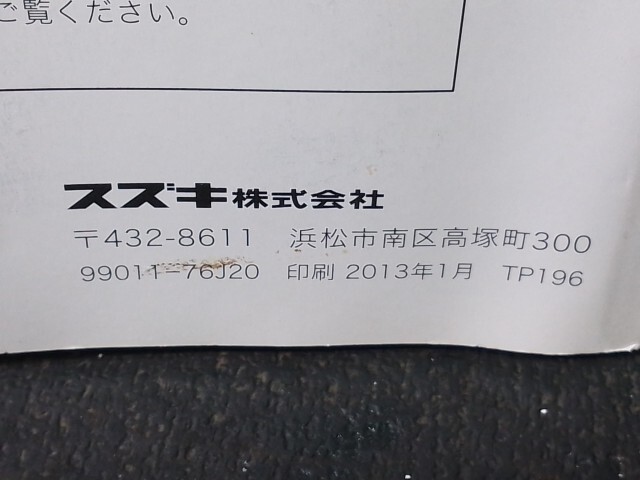 ご覧ください。
スズキ株式会社
〒432-8611 浜松市南区高塚町300
99011-76J20 印刷 2013年1月 TP196